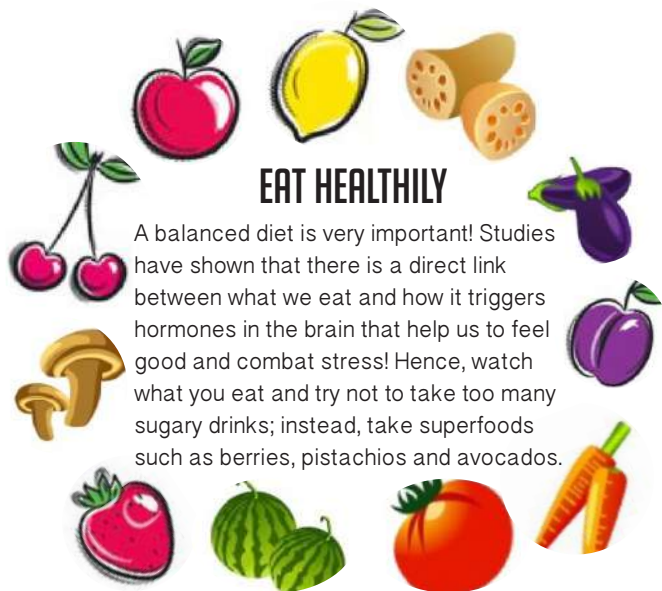 EAT HEALTHILY
A balanced diet is very important! Studies
have shown that there is a direct link
between what we eat and how it triggers
hormones in the brain that help us to feel
good and combat stress! Hence, watch
what you eat and try not to take too many
sugary drinks; instead, take superfoods
such as berries, pistachios and avocados.